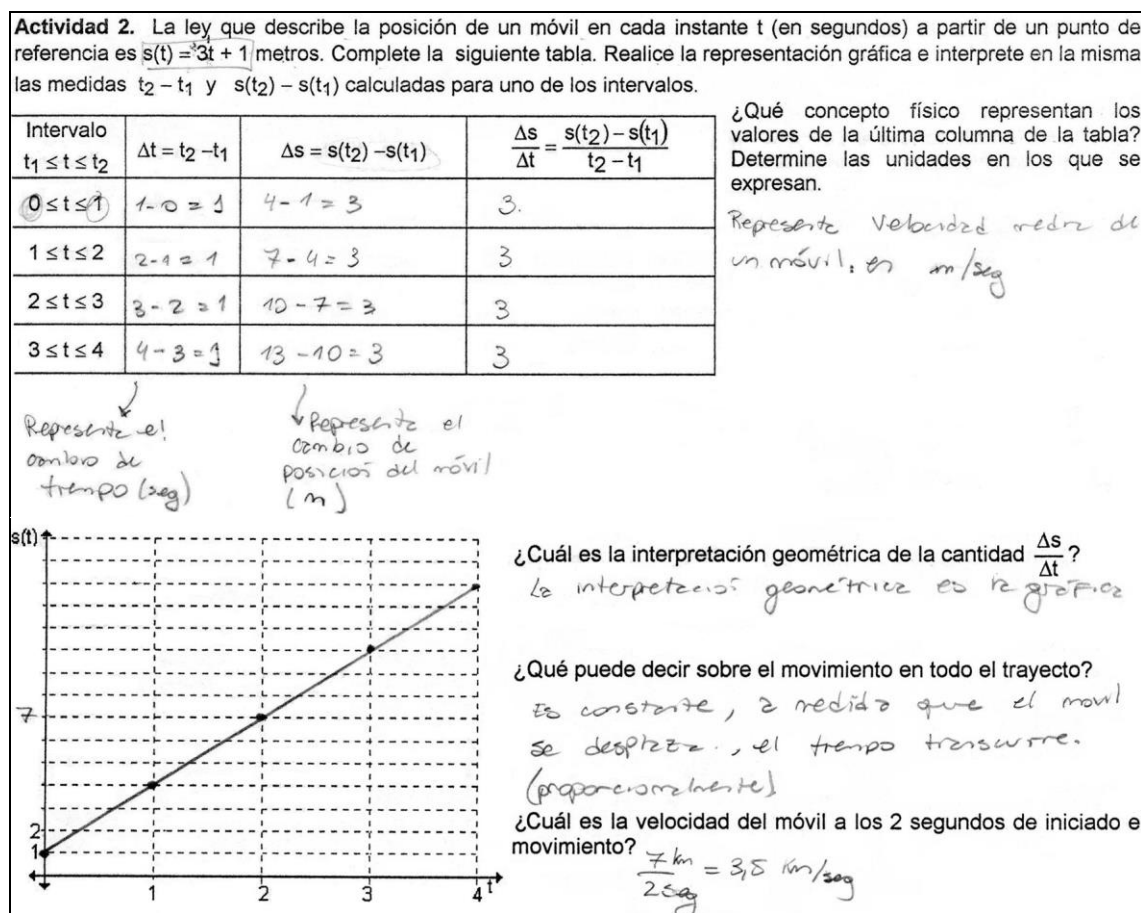 Actividad 2. La ley que describe la posición de un móvil en cada instante t (en segundos) a partir de un punto de
referencia es s(t) = 3t + 1 metros. Complete la siguiente tabla. Realice la representación gráfica e interprete en la misma
las medidas t₂ – t₁ y s(t₂) – s(t₁) calculadas para uno de los intervalos.
Intervalo t₁ ≤ t ≤ t₂ Δt = t₂ – t₁ Δs = s(t₂) – s(t₁) Δs/Δt = (s(t₂) – s(t₁))/(t₂ – t₁)
0 ≤ t ≤ 1 1-0 = 1 4-1 = 3 3.
1 ≤ t ≤ 2 2-1 = 1 7-4 = 3 3
2 ≤ t ≤ 3 3-2 = 1 10-7 = 3 3
3 ≤ t ≤ 4 4-3 = 1 13-10 = 3 3
¿Qué concepto físico representan los
valores de la última columna de la tabla?
Determine las unidades en los que se
expresan.
Representa Velocidad media de
un móvil. en m/seg
Representa el
cambio de
tiempo (seg)
Representa el
cambio de
posición del móvil
(m)
s(t)
7
2
1
1 2 3 4 t
¿Cuál es la interpretación geométrica de la cantidad Δs/Δt?
La interpretación geométrica es la gráfica
¿Qué puede decir sobre el movimiento en todo el trayecto?
Es constante, a medida que el movil
se desplaza, el tiempo transcurre.
(proporcionalmente)
¿Cuál es la velocidad del móvil a los 2 segundos de iniciado e
movimiento?
7 km/2 seg = 3,5 km/seg